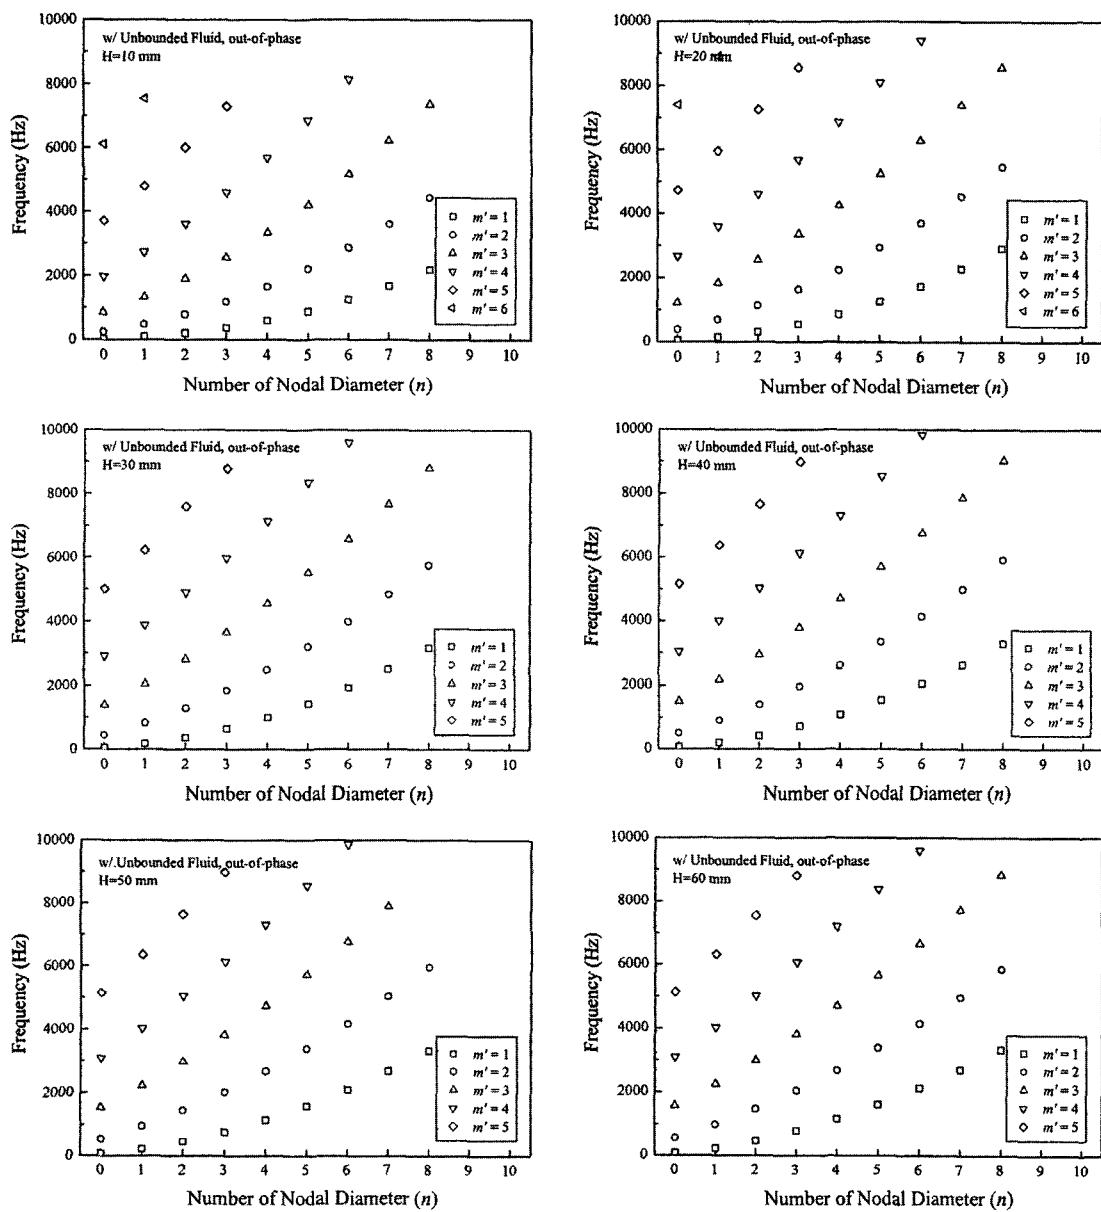 w/ Unbounded Fluid, out-of-phase
H=10 mm
Frequency (Hz)
10000
8000
6000
4000
2000
0
m' = 1
m' = 2
m' = 3
m' = 4
m' = 5
m' = 6
0 1 2 3 4 5 6 7 8 9 10
Number of Nodal Diameter (n)
w/ Unbounded Fluid, out-of-phase
H=20 mm
Frequency (Hz)
10000
8000
6000
4000
2000
0
m' = 1
m' = 2
m' = 3
m' = 4
m' = 5
m' = 6
0 1 2 3 4 5 6 7 8 9 10
Number of Nodal Diameter (n)
w/ Unbounded Fluid, out-of-phase
H=30 mm
Frequency (Hz)
10000
8000
6000
4000
2000
0
m' = 1
m' = 2
m' = 3
m' = 4
m' = 5
0 1 2 3 4 5 6 7 8 9 10
Number of Nodal Diameter (n)
w/ Unbounded Fluid, out-of-phase
H=40 mm
Frequency (Hz)
10000
8000
6000
4000
2000
0
m' = 1
m' = 2
m' = 3
m' = 4
m' = 5
0 1 2 3 4 5 6 7 8 9 10
Number of Nodal Diameter (n)
w/.Unbounded Fluid, out-of-phase
H=50 mm
Frequency (Hz)
10000
8000
6000
4000
2000
0
m' = 1
m' = 2
m' = 3
m' = 4
m' = 5
0 1 2 3 4 5 6 7 8 9 10
Number of Nodal Diameter (n)
w/ Unbounded Fluid, out-of-phase
H=60 mm
Frequency (Hz)
10000
8000
6000
4000
2000
0
m' = 1
m' = 2
m' = 3
m' = 4
m' = 5
0 1 2 3 4 5 6 7 8 9 10
Number of Nodal Diameter (n)